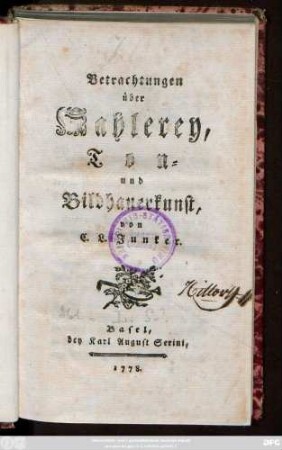 Betrachtungen
über
Mahlerey,
Ton-
und
Bildhauerkunst,
von
C. L. Junker.
Basel,
bey Karl August Serini,
1778.